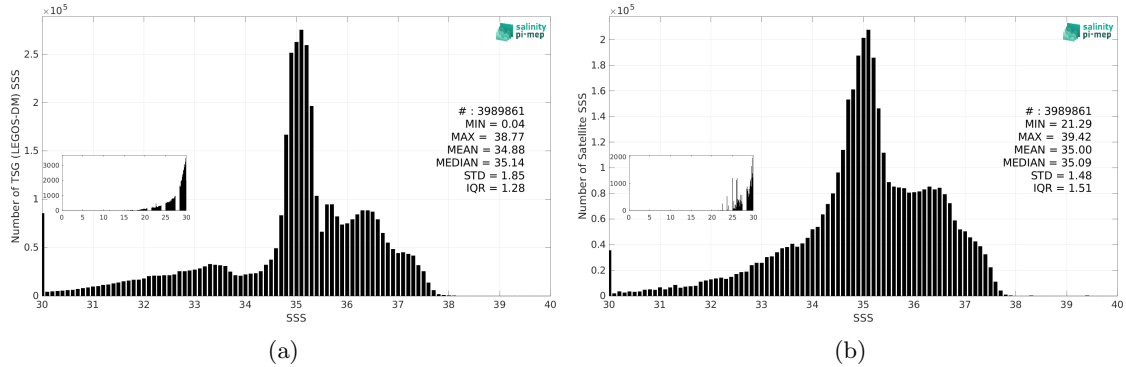 ×10⁵
2.5
2
1.5
1
0.5
0
Number of TSG (LEGOS-DM) SSS
salinity
pi-mep
# : 3989861
MIN = 0.04
MAX = 38.77
MEAN = 34.88
MEDIAN = 35.14
STD = 1.85
IQR = 1.28
3000
2000
1000
0
0 5 10 15 20 25 30
30 31 32 33 34 35 36 37 38 39 40
SSS
(a)
×10⁵
2
1.8
1.6
1.4
1.2
1
0.8
0.6
0.4
0.2
0
Number of Satellite SSS
salinity
pi-mep
# : 3989861
MIN = 21.29
MAX = 39.42
MEAN = 35.00
MEDIAN = 35.09
STD = 1.48
IQR = 1.51
2000
1000
0
0 5 10 15 20 25 30
30 31 32 33 34 35 36 37 38 39 40
SSS
(b)